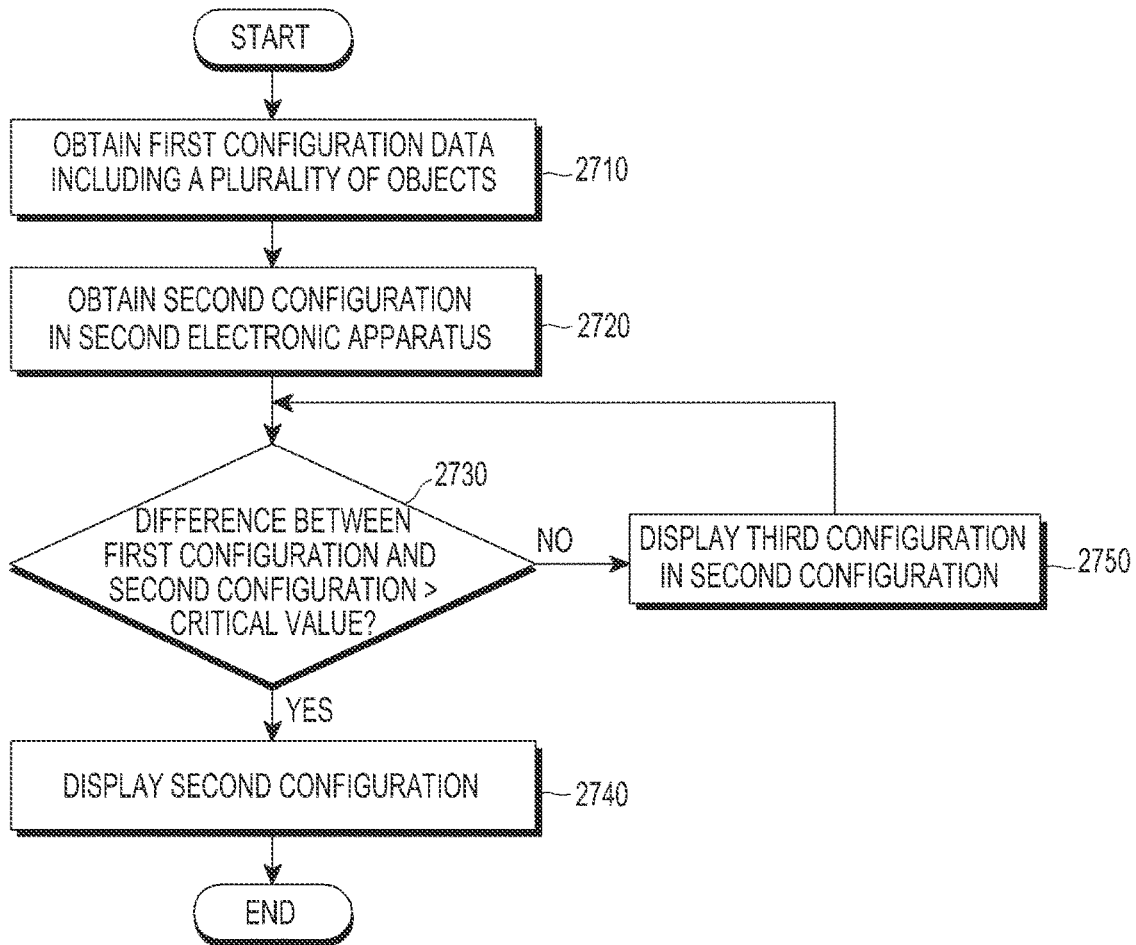 START
OBTAIN FIRST CONFIGURATION DATA
INCLUDING A PLURALITY OF OBJECTS
2710
OBTAIN SECOND CONFIGURATION
IN SECOND ELECTRONIC APPARATUS
2720
2730
DIFFERENCE BETWEEN
FIRST CONFIGURATION AND
SECOND CONFIGURATION >
CRITICAL VALUE?
NO
DISPLAY THIRD CONFIGURATION
IN SECOND CONFIGURATION
2750
YES
DISPLAY SECOND CONFIGURATION
2740
END